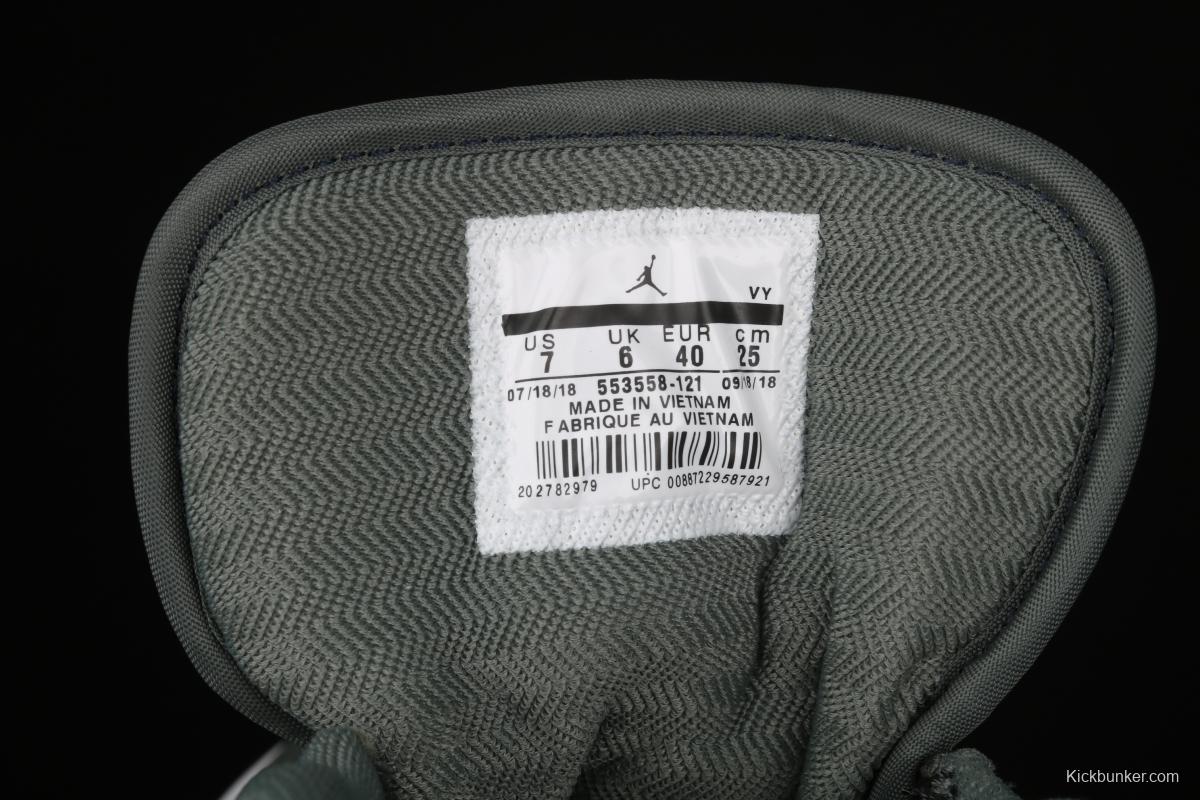 VY
US UK EUR cm
7 6 40 25
07/18/18 553558-121 09/18/18
MADE IN VIETNAM
FABRIQUE AU VIETNAM
202782979 UPC 00887229587921
Kickbunker.com